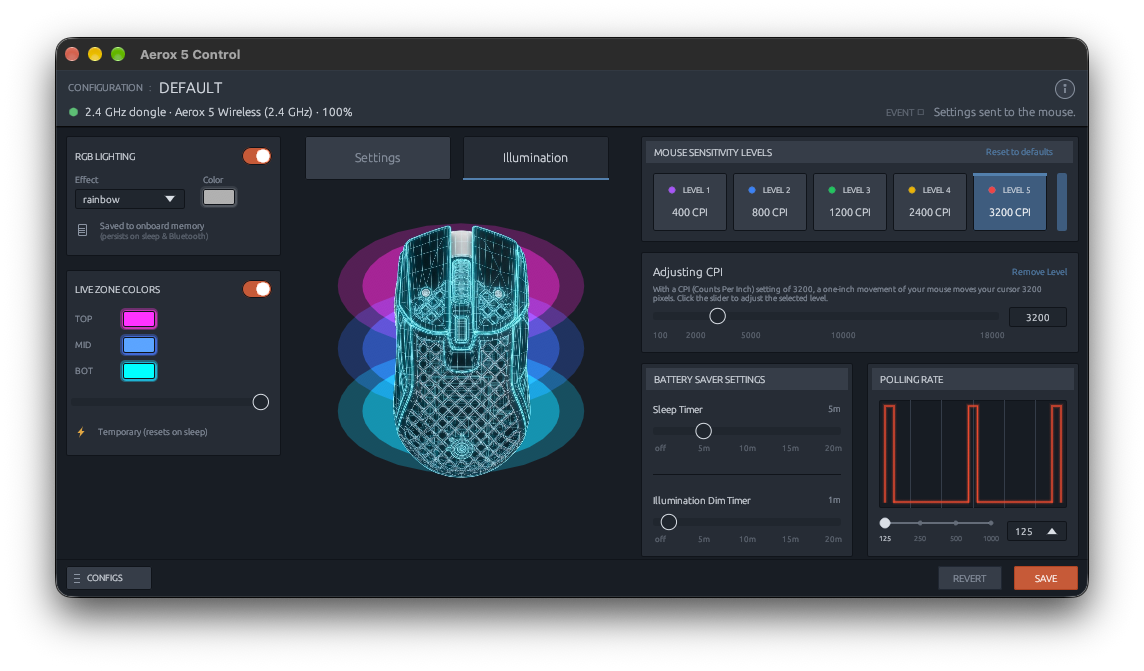 Aerox 5 Control
CONFIGURATION : DEFAULT
2.4 GHz dongle · Aerox 5 Wireless (2.4 GHz) · 100%
EVENT Settings sent to the mouse.
RGB LIGHTING
Effect
Color
rainbow
Saved to onboard memory
(persists on sleep & Bluetooth)
LIVE ZONE COLORS
TOP
MID
BOT
Temporary (resets on sleep)
Settings
Illumination
MOUSE SENSITIVITY LEVELS
Reset to defaults
LEVEL 1
400 CPI
LEVEL 2
800 CPI
LEVEL 3
1200 CPI
LEVEL 4
2400 CPI
LEVEL 5
3200 CPI
Adjusting CPI
Remove Level
With a CPI (Counts Per Inch) setting of 3200, a one-inch movement of your mouse moves your cursor 3200
pixels. Click the slider to adjust the selected level.
3200
100 2000 5000 10000 18000
BATTERY SAVER SETTINGS
Sleep Timer 5m
off 5m 10m 15m 20m
Illumination Dim Timer 1m
off 5m 10m 15m 20m
POLLING RATE
125 250 500 1000
125
CONFIGS
REVERT
SAVE